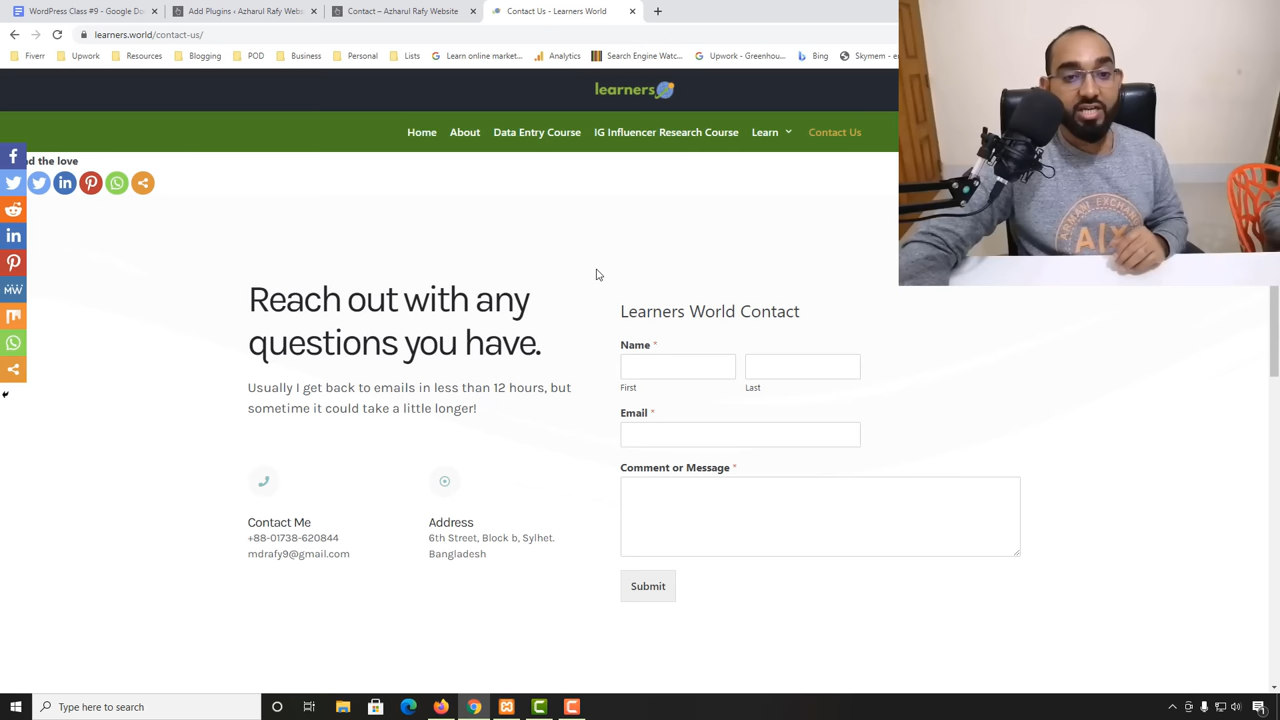 WordPress Class #9 - Google Do
Add Plugins ‹ Azharul Rafy Websit
Contact – Azharul Rafy Website
Contact Us - Learners World
learners.world/contact-us/
Fiverr
Upwork
Resources
Blogging
POD
Business
Personal
Lists
Learn online market...
Analytics
Search Engine Watc...
Upwork - Greenhou...
Bing
Skymem - e
learners
Home
About
Data Entry Course
IG Influencer Research Course
Learn
Contact Us
d the love
MW
Reach out with any
questions you have.
Usually I get back to emails in less than 12 hours, but
sometime it could take a little longer!
Contact Me
+88-01738-620844
mdrafy9@gmail.com
Address
6th Street, Block b, Sylhet.
Bangladesh
Learners World Contact
Name *
First
Last
Email *
Comment or Message *
Submit
ARMANI EXCHANGE
A|X
Type here to search